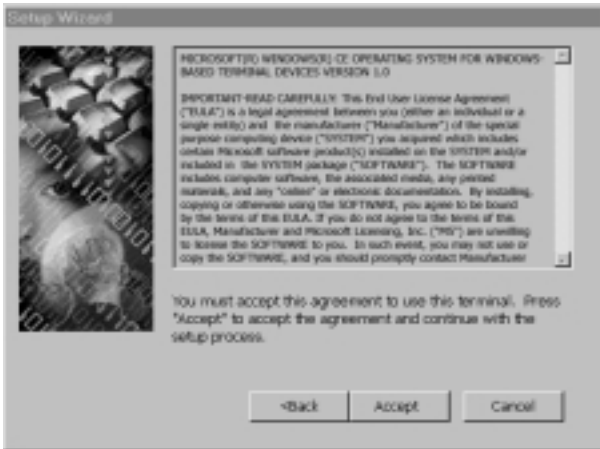 Setup Wizard
MICROSOFT(R) WINDOWS(R) CE OPERATING SYSTEM FOR WINDOWS-
BASED TERMINAL DEVICES VERSION 1.0
IMPORTANT-READ CAREFULLY: This End User License Agreement
("EULA") is a legal agreement between you (either an individual or a
single entity) and the manufacturer ("Manufacturer") of the special
purpose computing device ("SYSTEM") you acquired which includes
certain Microsoft software product(s) installed on the SYSTEM and/or
included in the SYSTEM package ("SOFTWARE"). The SOFTWARE
includes computer software, the associated media, any printed
materials, and any "online" or electronic documentation. By installing,
copying or otherwise using the SOFTWARE, you agree to be bound
by the terms of this EULA. If you do not agree to the terms of this
EULA, Manufacturer and Microsoft Licensing, Inc. ("MS") are unwilling
to license the SOFTWARE to you. In such event, you may not use or
copy the SOFTWARE, and you should promptly contact Manufacturer
You must accept this agreement to use this terminal. Press
"Accept" to accept the agreement and continue with the
setup process.
<Back
Accept
Cancel